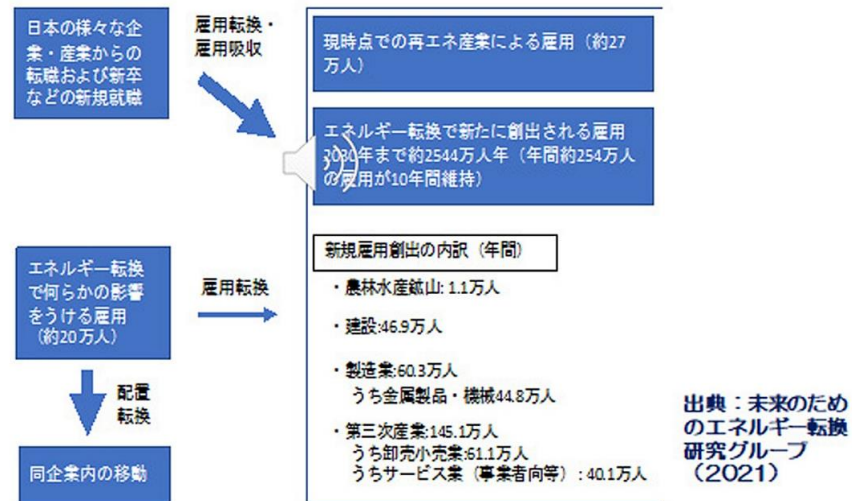 日本の様々な企
業・産業からの
転職および新卒
などの新規就職
雇用転換・
雇用吸収
現時点での再エネ産業による雇用（約27
万人）
エネルギー転換で新たに創出される雇用
2030年まで約2544万人年（年間約254万人
の雇用が10年間維持）
エネルギー転換
で何らかの影響
をうける雇用
（約20万人）
雇用転換
配置
転換
同企業内の移動
新規雇用創出の内訳（年間）
・農林水産鉱山: 1.1万人
・建設:46.9万人
・製造業:60.3万人
うち金属製品・機械44.8万人
・第三次産業:145.1万人
うち卸売小売業:61.1万人
うちサービス業（事業者向等）: 40.1万人
出典：未来のため
のエネルギー転換
研究グループ
（2021）